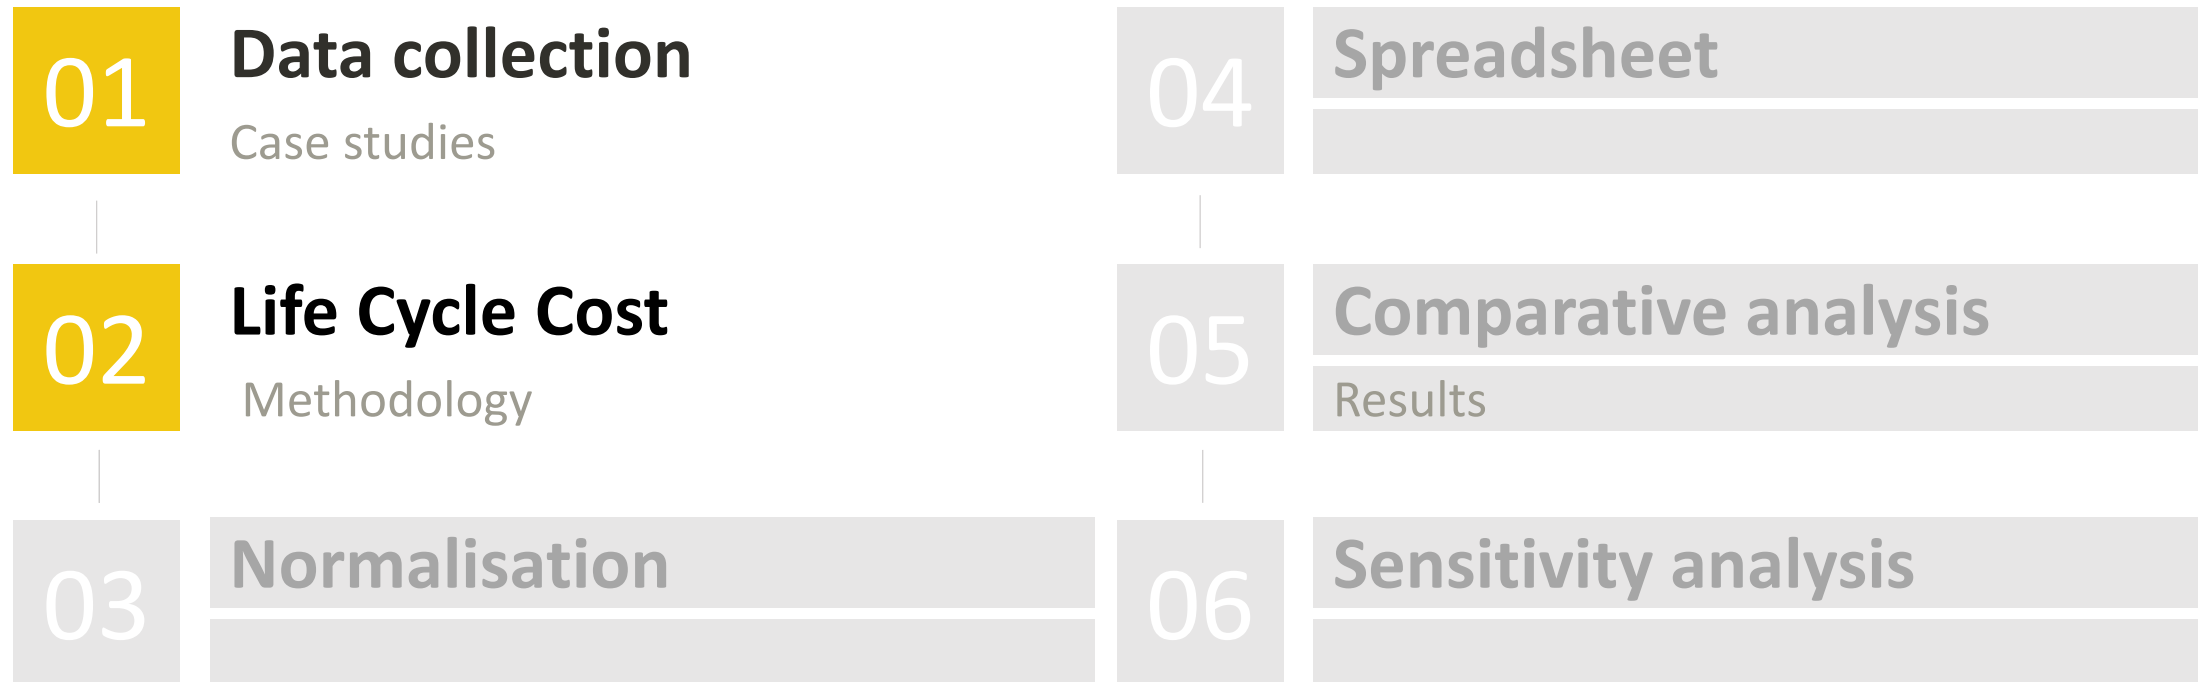 01
Data collection
Case studies
02
Life Cycle Cost
Methodology
03
Normalisation
04
Spreadsheet
05
Comparative analysis
Results
06
Sensitivity analysis